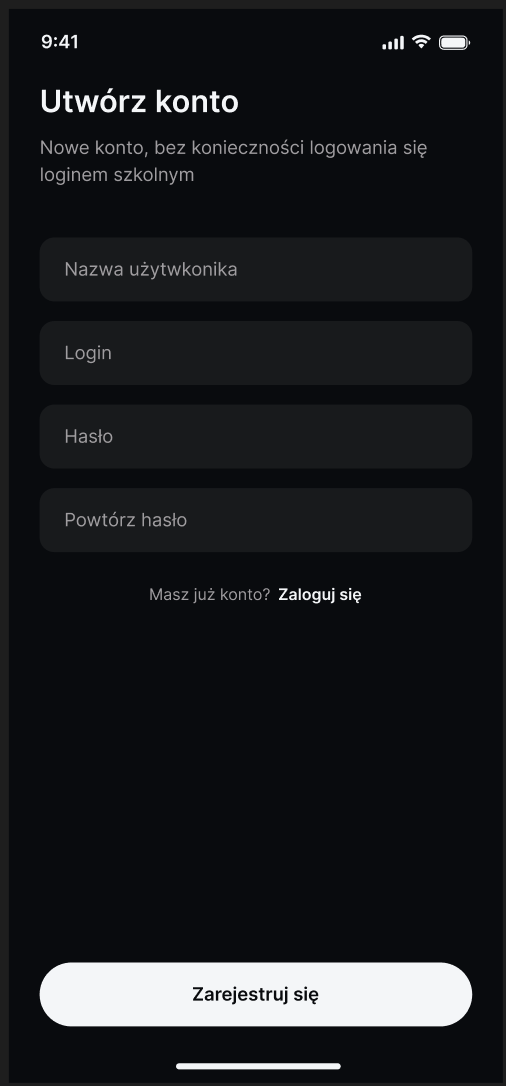 9:41
Utwórz konto
Nowe konto, bez konieczności logowania się
loginem szkolnym
Nazwa użytwkonika
Login
Hasło
Powtórz hasło
Masz już konto? Zaloguj się
Zarejestruj się